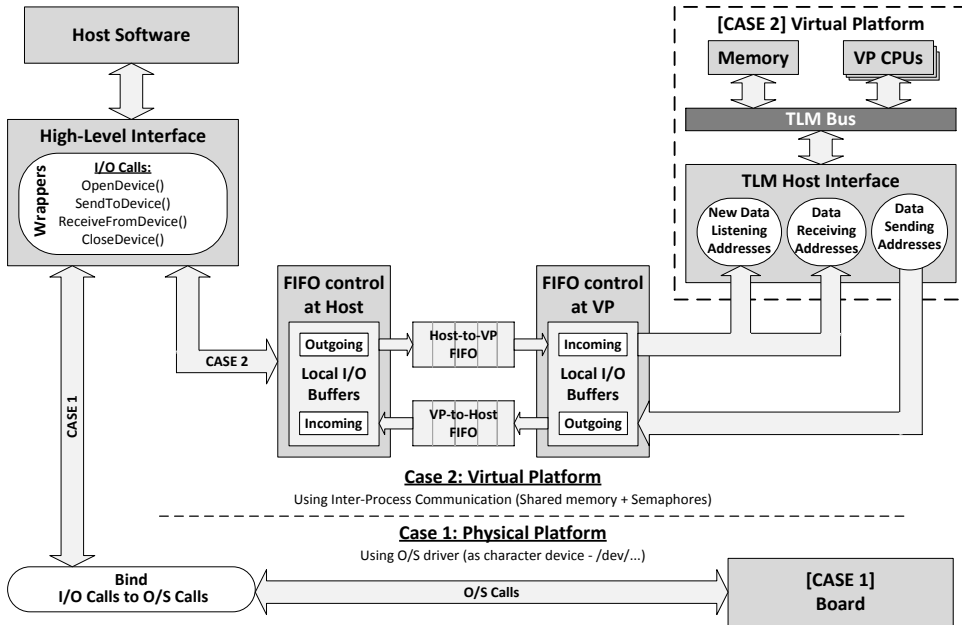 Host Software
High-Level Interface
Wrappers
I/O Calls:
OpenDevice()
SendToDevice()
ReceiveFromDevice()
CloseDevice()
[CASE 2] Virtual Platform
Memory
VP CPUs
TLM Bus
TLM Host Interface
New Data
Listening
Addresses
Data
Receiving
Addresses
Data
Sending
Addresses
CASE 1
CASE 2
FIFO control
at Host
Outgoing
Local I/O
Buffers
Incoming
Host-to-VP
FIFO
VP-to-Host
FIFO
FIFO control
at VP
Incoming
Local I/O
Buffers
Outgoing
Case 2: Virtual Platform
Using Inter-Process Communication (Shared memory + Semaphores)
Case 1: Physical Platform
Using O/S driver (as character device - /dev/...)
Bind
I/O Calls to O/S Calls
O/S Calls
[CASE 1]
Board